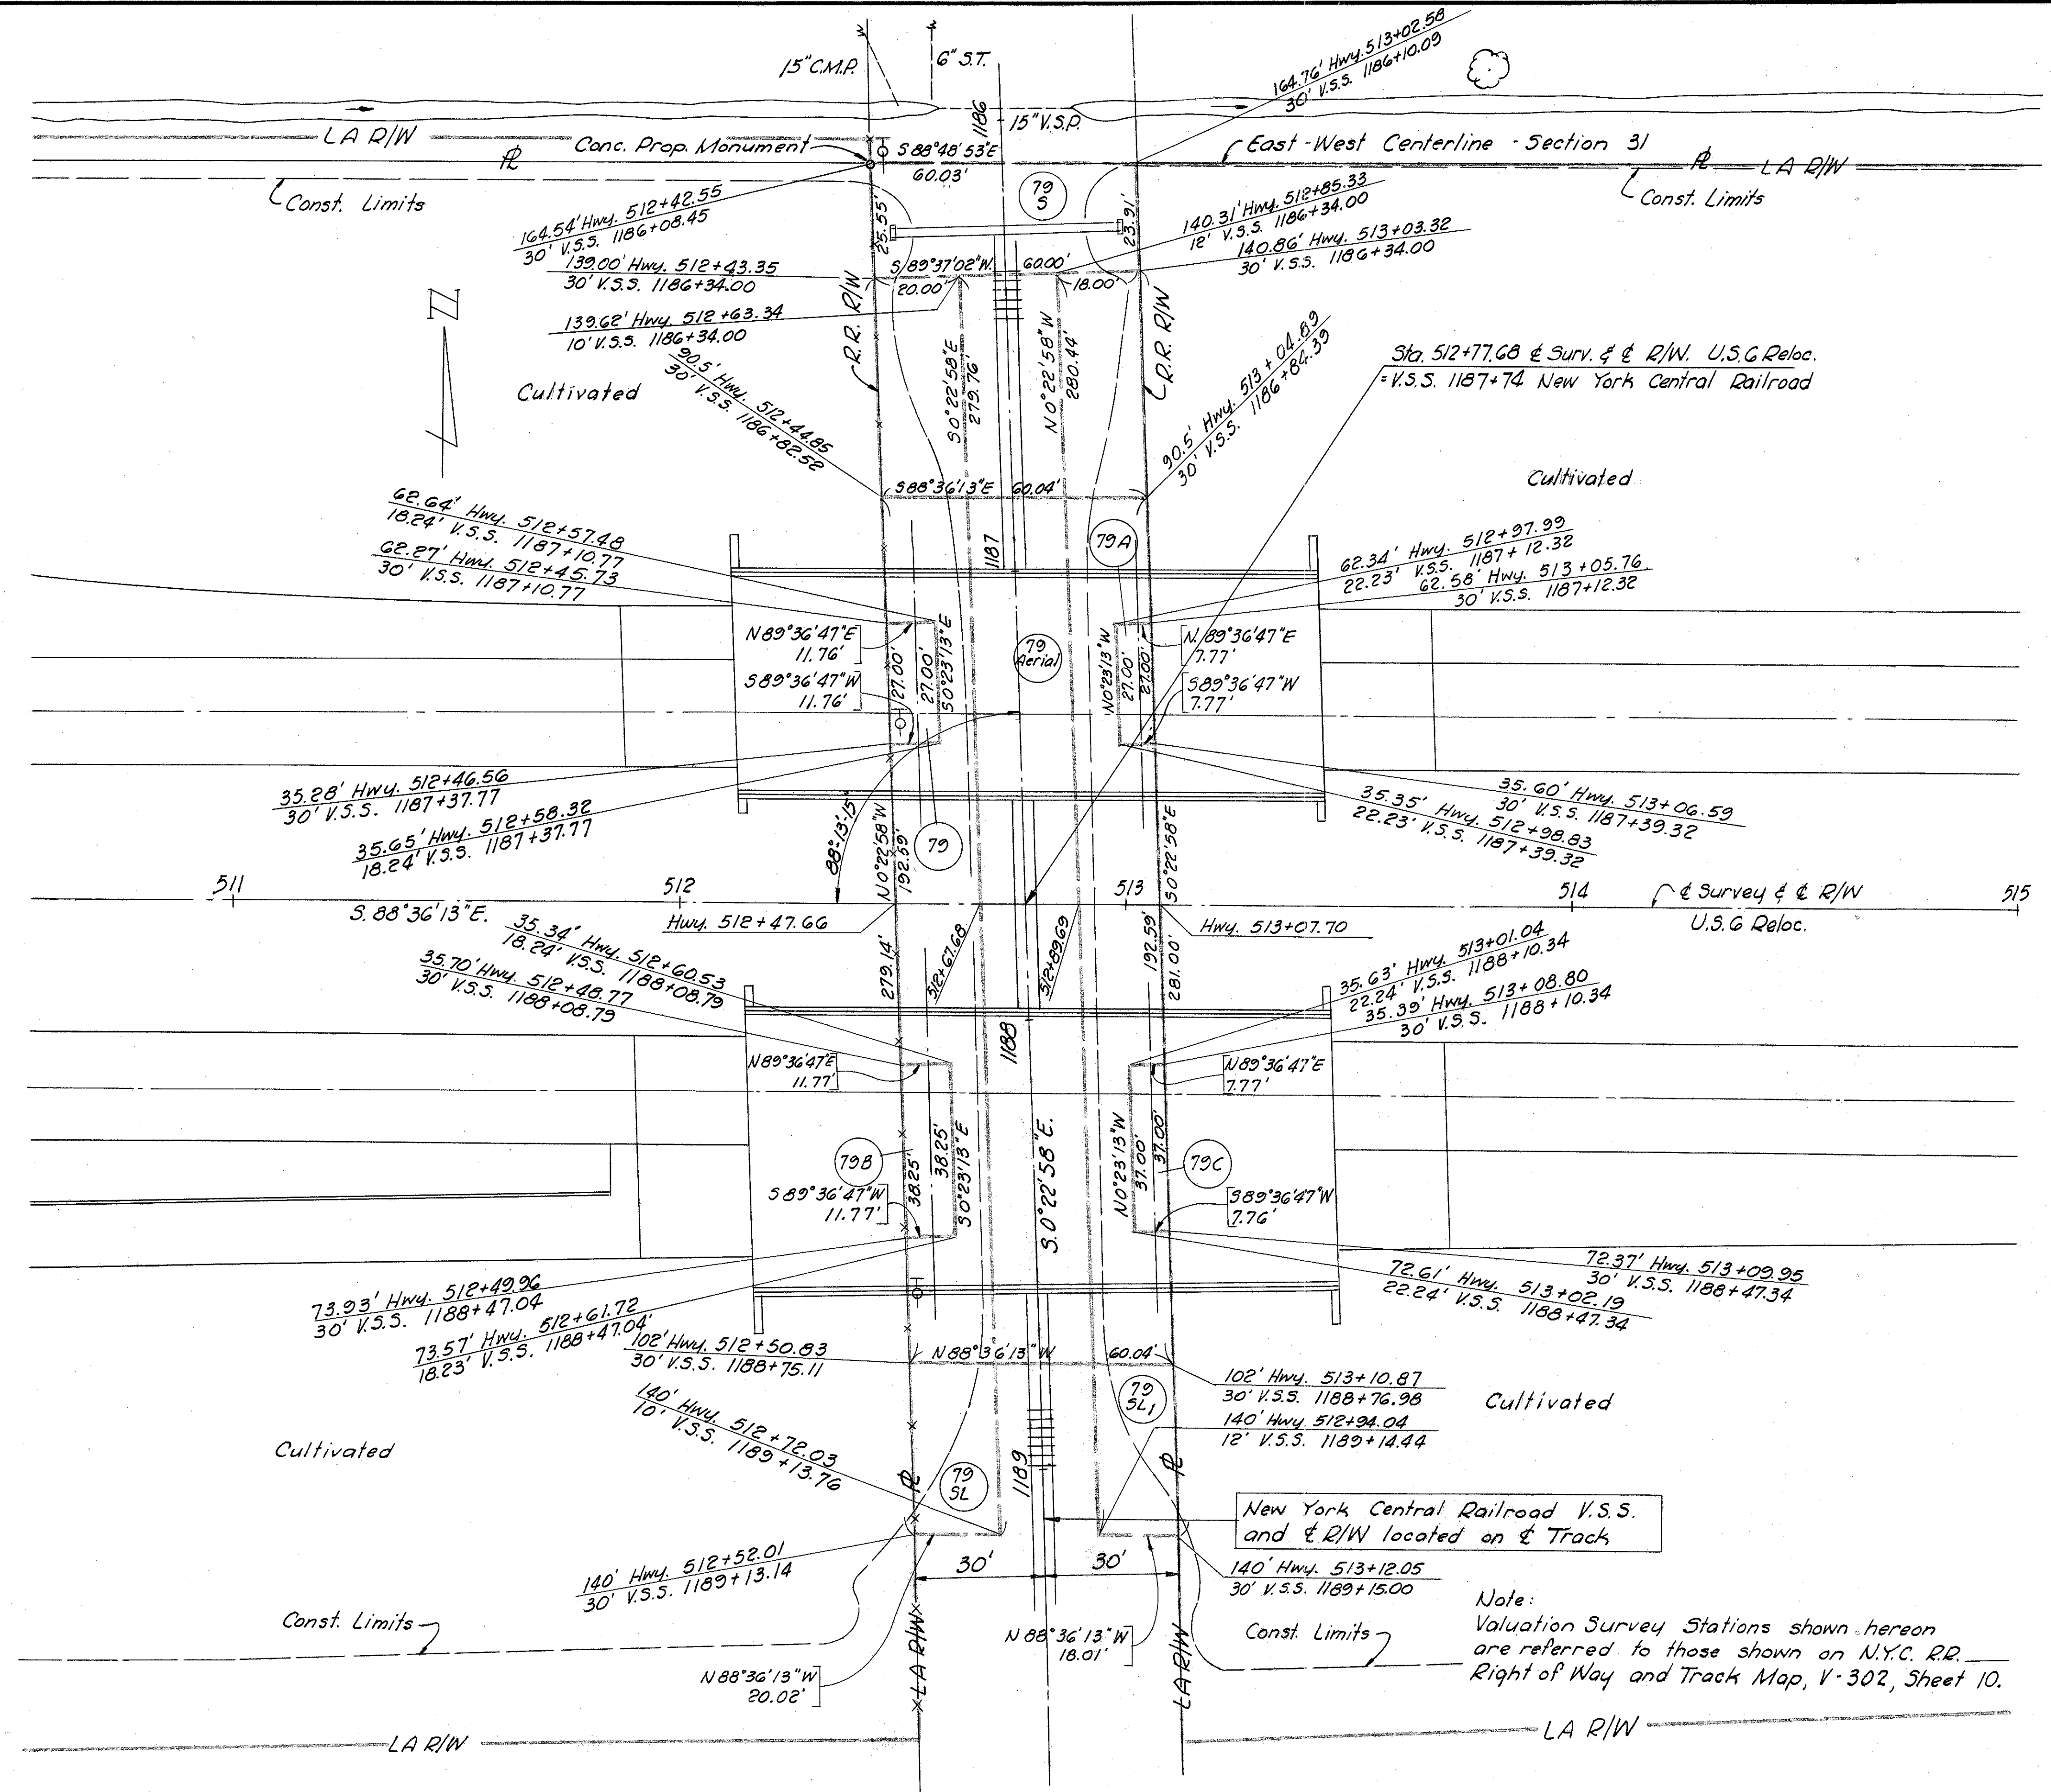 15" C.M.P.
6" S.T.
1186
15" V.S.P.
164.76' Hwy. 513+02.58
30' V.S.S. 1186+10.09
LA R/W
Conc. Prop. Monument
S 88°48'53"E
60.03'
East-West Centerline - Section 31
LA R/W
Const. Limits
Const. Limits
79
S
164.54' Hwy. 512+42.55
30' V.S.S. 1186+08.45
25.55'
23.91'
140.31' Hwy. 512+85.33
12' V.S.S. 1186+34.00
139.00' Hwy. 512+43.35
30' V.S.S. 1186+34.00
S 89°37'02"W. 60.00'
20.00'
18.00'
140.86' Hwy. 513+03.32
30' V.S.S. 1186+34.00
139.62' Hwy. 512+63.34
10' V.S.S. 1186+34.00
N
R.R. R/W
R.R. R/W
S 0°22'58"E
279.76'
N 0°22'58"W
280.44'
90.5' Hwy. 512+44.85
30' V.S.S. 1186+82.52
90.5' Hwy. 513+04.89
30' V.S.S. 1186+84.39
Sta. 512+77.68 ℄ Surv. & ℄ R/W. U.S.6 Reloc.
= V.S.S. 1187+74 New York Central Railroad
Cultivated
Cultivated
S 88°36'13"E 60.04'
62.64' Hwy. 512+57.48
18.24' V.S.S. 1187+10.77
62.27' Hwy. 512+45.73
30' V.S.S. 1187+10.77
1187
79A
62.34' Hwy. 512+97.99
22.23' V.S.S. 1187+12.32
62.58' Hwy. 513+05.76
30' V.S.S. 1187+12.32
N 89°36'47"E
11.76'
S 89°36'47"W
11.76'
27.00'
27.00'
S 0°23'13"E
79
Aerial
N 0°23'13"W
27.00'
27.00'
N. 89°36'47"E
7.77'
S 89°36'47"W
7.77'
35.28' Hwy. 512+46.56
30' V.S.S. 1187+37.77
35.65' Hwy. 512+58.32
18.24' V.S.S. 1187+37.77
88°-13'-15"
N 0°22'58"W
192.59'
79
S 0°22'58"E
35.60' Hwy. 513+06.59
30' V.S.S. 1187+39.32
35.35' Hwy. 512+98.83
22.23' V.S.S. 1187+39.32
511
512
513
514
515
℄ Survey & ℄ R/W
U.S.6 Reloc.
S. 88°36'13"E.
Hwy. 512+47.66
Hwy. 513+07.70
279.14'
512+67.68
512+89.69
192.59'
281.00'
35.34' Hwy. 512+60.53
18.24' V.S.S. 1188+08.79
35.70' Hwy. 512+48.77
30' V.S.S. 1188+08.79
35.63' Hwy. 513+01.04
22.24' V.S.S. 1188+10.34
35.39' Hwy. 513+08.80
30' V.S.S. 1188+10.34
1188
N 89°36'47"E
11.77'
N 89°36'47"E
7.77'
79B
38.25'
38.25'
S 0°23'13"E
S. 0°22'58"E.
N 0°23'13"W
37.00'
37.00'
79C
S 89°36'47"W
11.77'
S 89°36'47"W
7.76'
73.93' Hwy. 512+49.96
30' V.S.S. 1188+47.04
73.57' Hwy. 512+61.72
18.23' V.S.S. 1188+47.04'
72.37' Hwy. 513+09.95
30' V.S.S. 1188+47.34
72.61' Hwy. 513+02.19
22.24' V.S.S. 1188+47.34
102' Hwy. 512+50.83
30' V.S.S. 1188+75.11
N 88°36'13"W 60.04'
102' Hwy. 513+10.87
30' V.S.S. 1188+76.98
140' Hwy. 512+94.04
12' V.S.S. 1189+14.44
79
SL1
Cultivated
Cultivated
140' Hwy. 512+72.03
10' V.S.S. 1189+13.76
79
SL
1189
New York Central Railroad V.S.S.
and ℄ R/W located on ℄ Track
140' Hwy. 512+52.01
30' V.S.S. 1189+13.14
30'
30'
140' Hwy. 513+12.05
30' V.S.S. 1189+15.00
Const. Limits
N 88°36'13"W
20.02'
LA R/W
N 88°36'13"W
18.01'
LA R/W
Const. Limits
Note:
Valuation Survey Stations shown hereon
are referred to those shown on N.Y.C. R.R.
Right of Way and Track Map, V-302, Sheet 10.
LA R/W
LA R/W